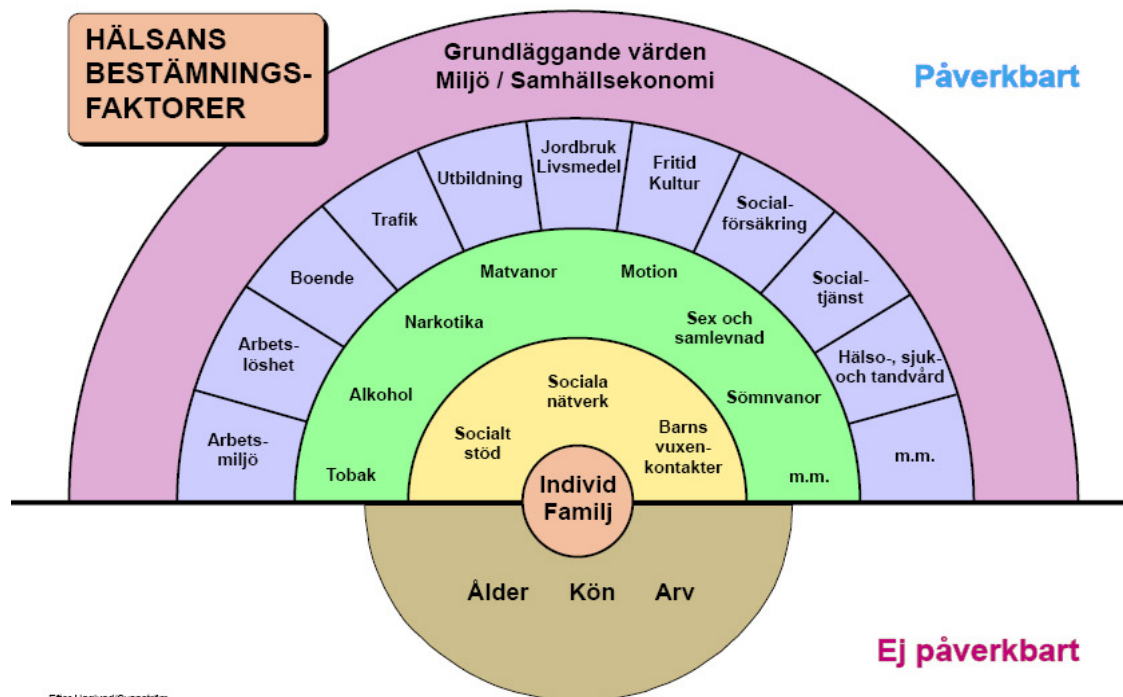 HÄLSANS
BESTÄMNINGS-
FAKTORER
Grundläggande värden
Miljö / Samhällsekonomi
Påverkbart
Arbets-
miljö
Arbets-
löshet
Boende
Trafik
Utbildning
Jordbruk
Livsmedel
Fritid
Kultur
Social-
försäkring
Social-
tjänst
Hälso-, sjuk-
och tandvård
m.m.
Tobak
Alkohol
Narkotika
Matvanor
Motion
Sex och
samlevnad
Sömnvanor
m.m.
Socialt
stöd
Sociala
nätverk
Barns
vuxen-
kontakter
Individ
Familj
Ålder Kön Arv
Ej påverkbart